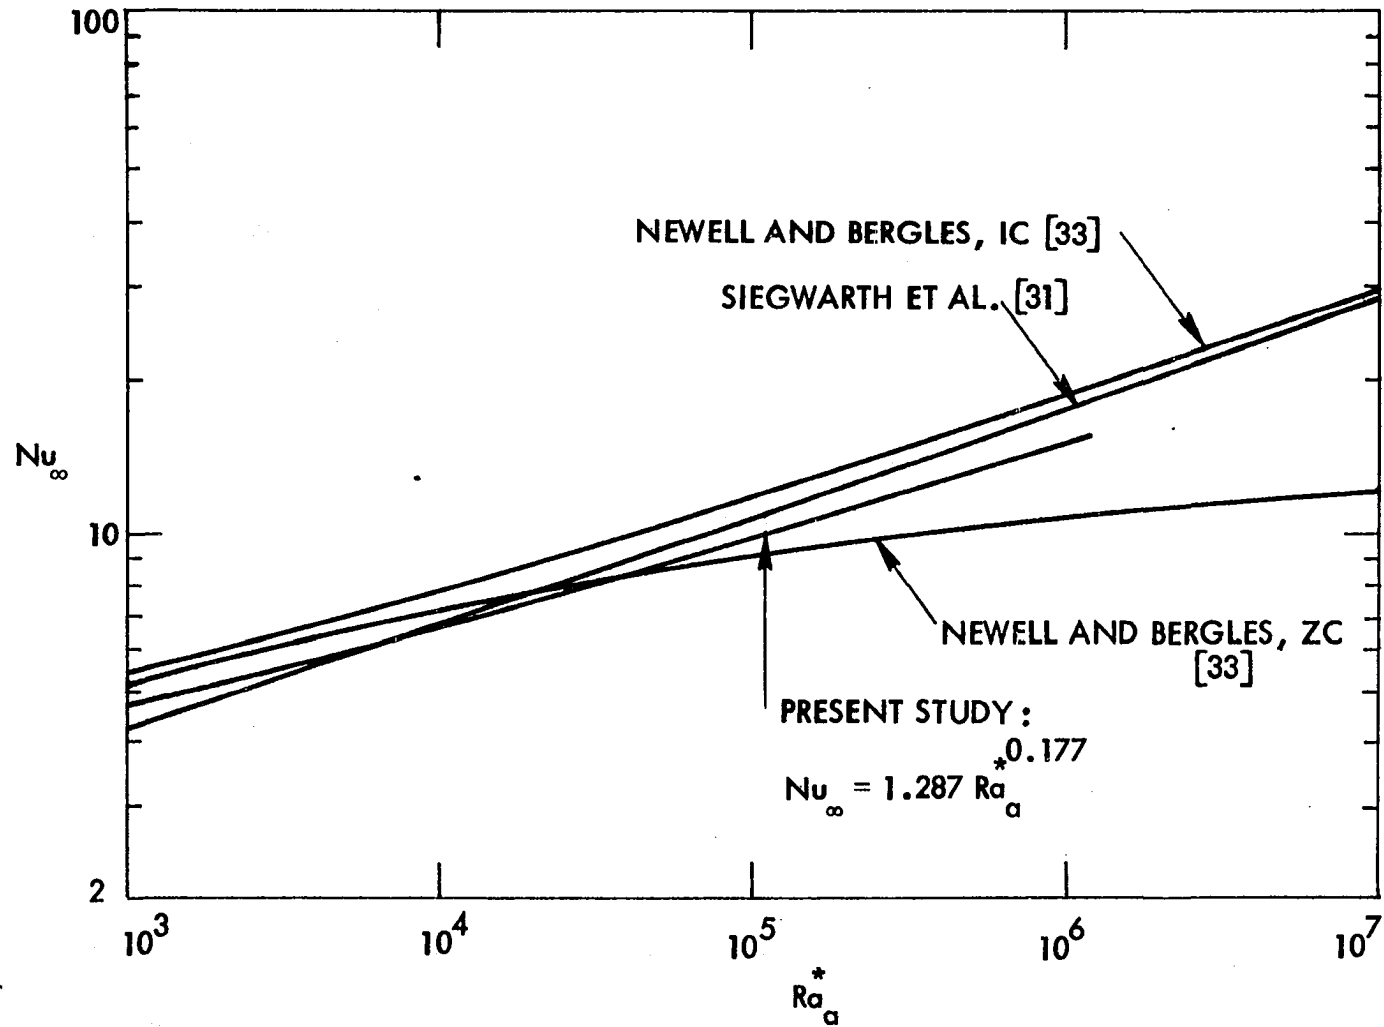 100
NEWELL AND BERGLES, IC [33]
SIEGWARTH ET AL. [31]
Nu∞
10
NEWELL AND BERGLES, ZC
[33]
PRESENT STUDY:
Nu∞ = 1.287 Ra*a 0.177
2
10^3 10^4 10^5 10^6 10^7
Ra*a